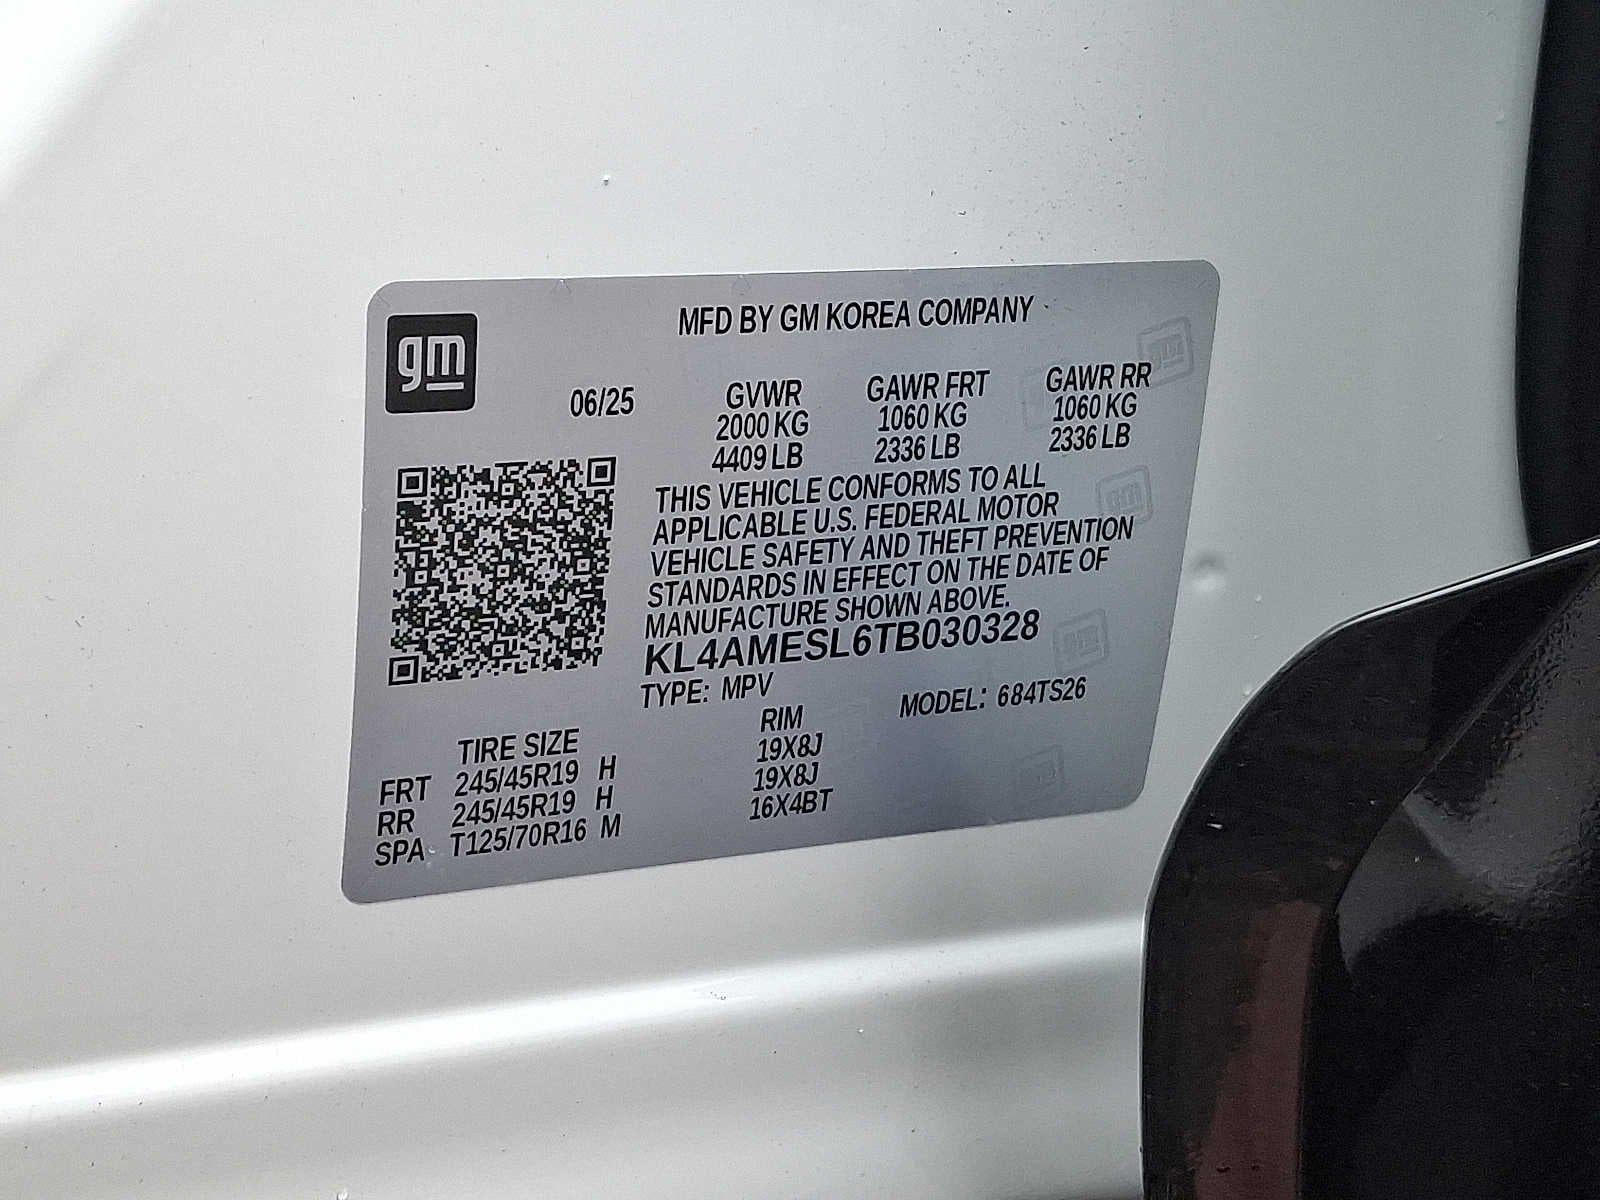 gm
MFD BY GM KOREA COMPANY
06/25 GVWR GAWR FRT GAWR RR
2000 KG 1060 KG 1060 KG
4409 LB 2336 LB 2336 LB
THIS VEHICLE CONFORMS TO ALL
APPLICABLE U.S. FEDERAL MOTOR
VEHICLE SAFETY AND THEFT PREVENTION
STANDARDS IN EFFECT ON THE DATE OF
MANUFACTURE SHOWN ABOVE.
KL4AMESL6TB030328
TYPE: MPV MODEL: 684TS26
TIRE SIZE RIM
FRT 245/45R19 H 19X8J
RR 245/45R19 H 19X8J
SPA T125/70R16 M 16X4BT